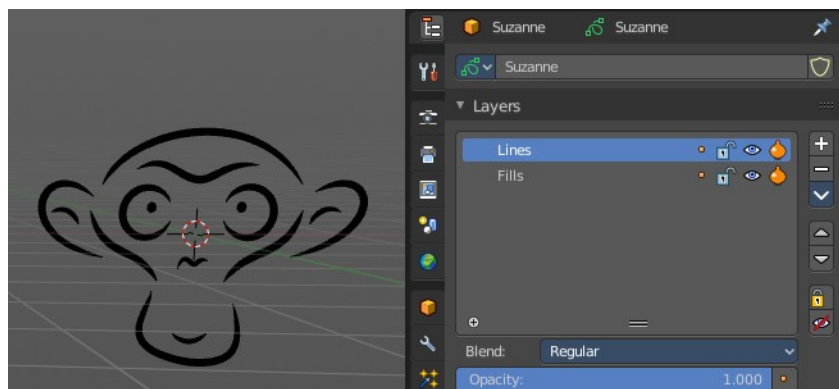 Suzanne Suzanne
Suzanne
Layers
Lines
Fills
Blend: Regular
Opacity: 1.000